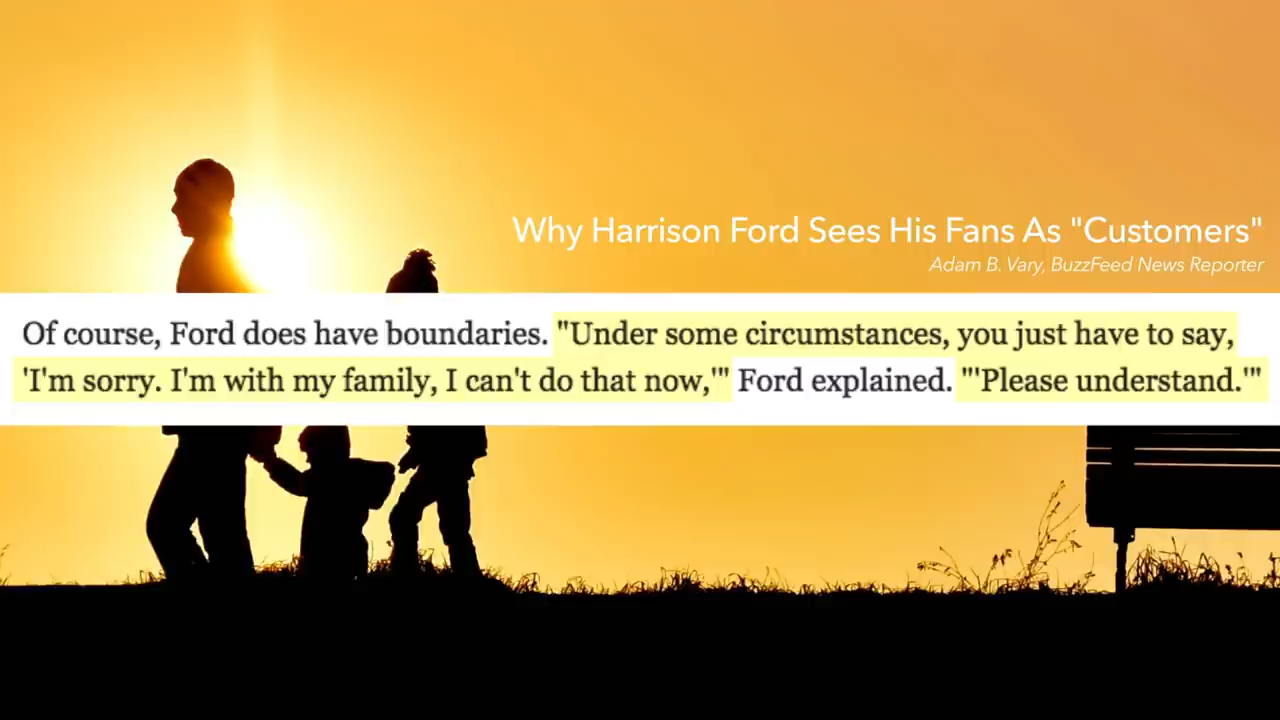 Why Harrison Ford Sees His Fans As "Customers"
Adam B. Vary, BuzzFeed News Reporter
Of course, Ford does have boundaries. "Under some circumstances, you just have to say,
'I'm sorry. I'm with my family, I can't do that now,'" Ford explained. "'Please understand.'"